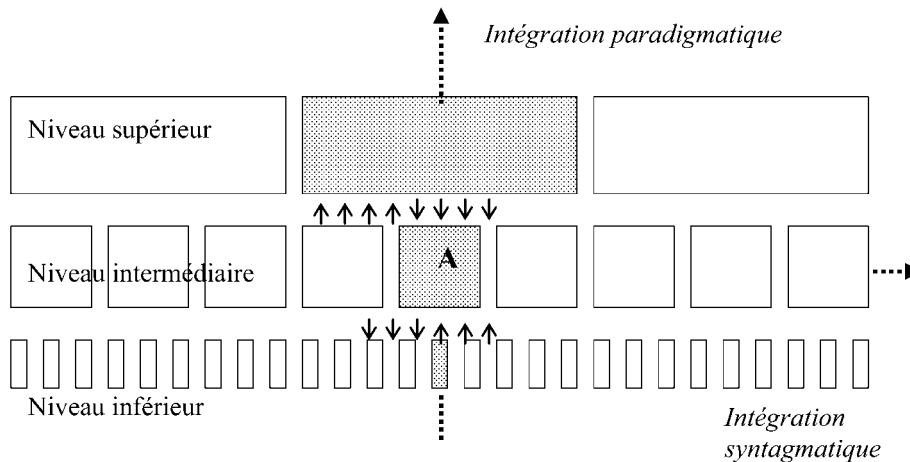 Intégration paradigmatique
Niveau supérieur
A
Niveau intermédiaire
Niveau inférieur
Intégration
syntagmatique